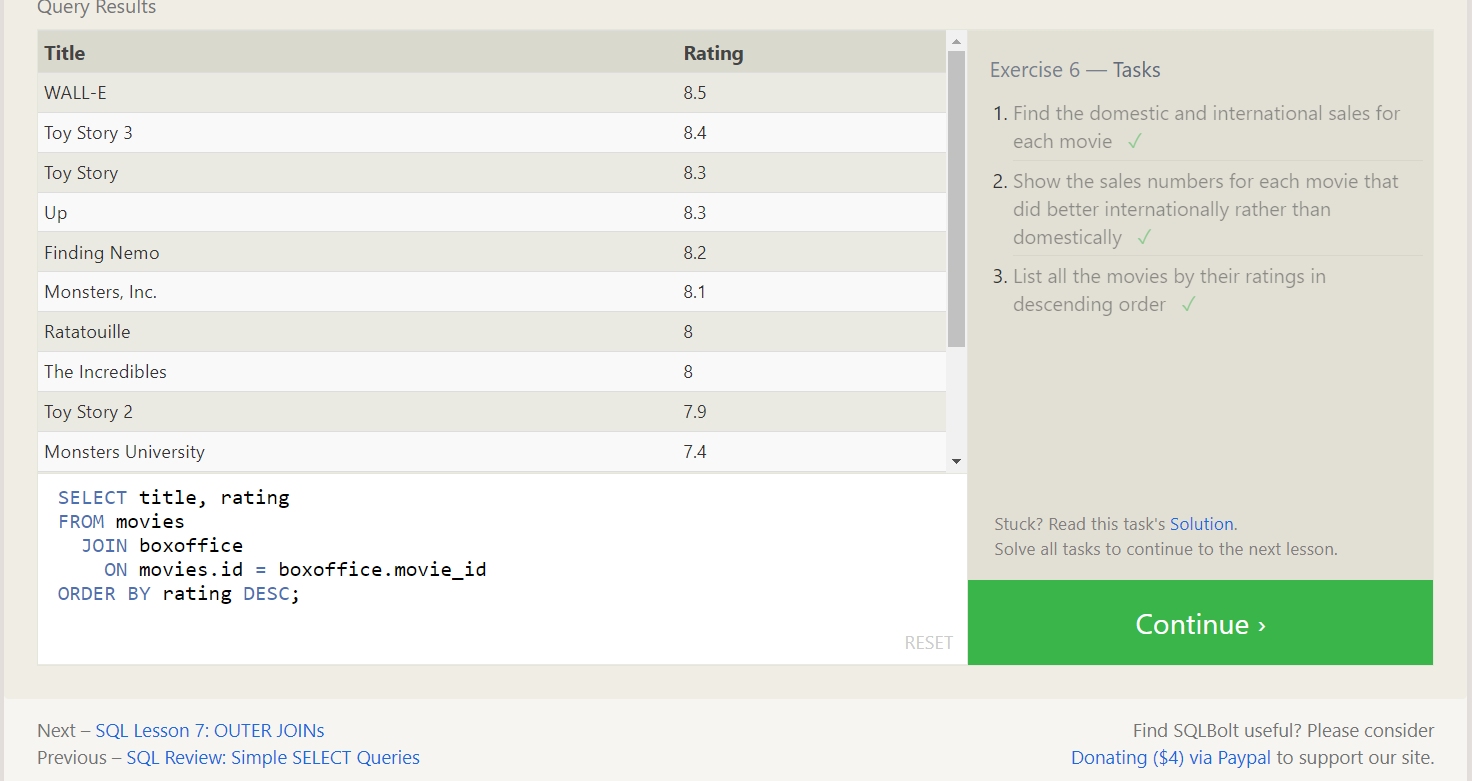 Query Results
Title Rating
WALL-E 8.5
Toy Story 3 8.4
Toy Story 8.3
Up 8.3
Finding Nemo 8.2
Monsters, Inc. 8.1
Ratatouille 8
The Incredibles 8
Toy Story 2 7.9
Monsters University 7.4
SELECT title, rating
FROM movies
JOIN boxoffice
ON movies.id = boxoffice.movie_id
ORDER BY rating DESC;
RESET
Exercise 6 — Tasks
1. Find the domestic and international sales for
each movie ✓
2. Show the sales numbers for each movie that
did better internationally rather than
domestically ✓
3. List all the movies by their ratings in
descending order ✓
Stuck? Read this task's Solution.
Solve all tasks to continue to the next lesson.
Continue ›
Next – SQL Lesson 7: OUTER JOINs
Previous – SQL Review: Simple SELECT Queries
Find SQLBolt useful? Please consider
Donating ($4) via Paypal to support our site.